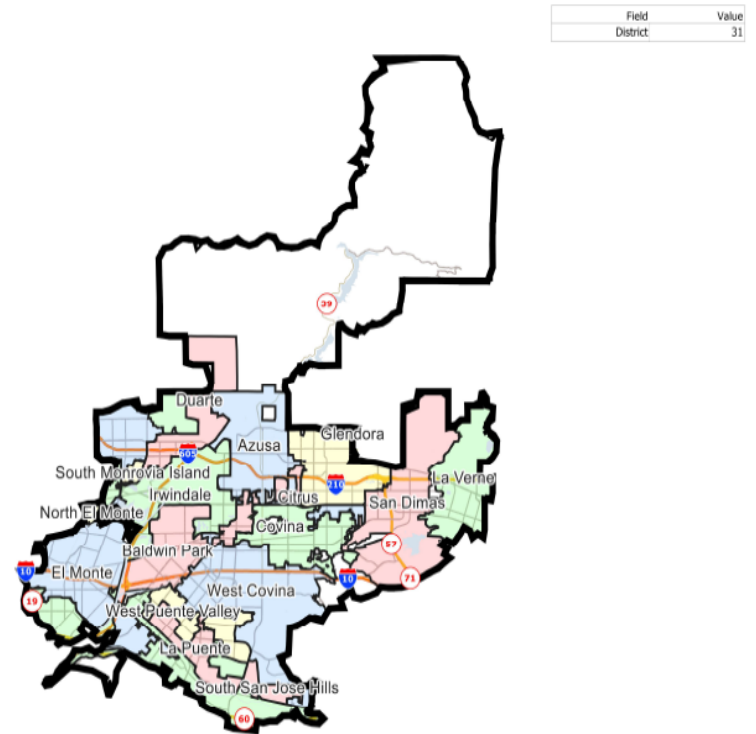 Field Value
District 31
39
Duarte
Glendora
Azusa
605
South Monrovia Island
210
La Verne
Irwindale
Citrus
San Dimas
North El Monte
Covina
57
Baldwin Park
El Monte
10
10
71
West Covina
19
West Puente Valley
La Puente
South San Jose Hills
60